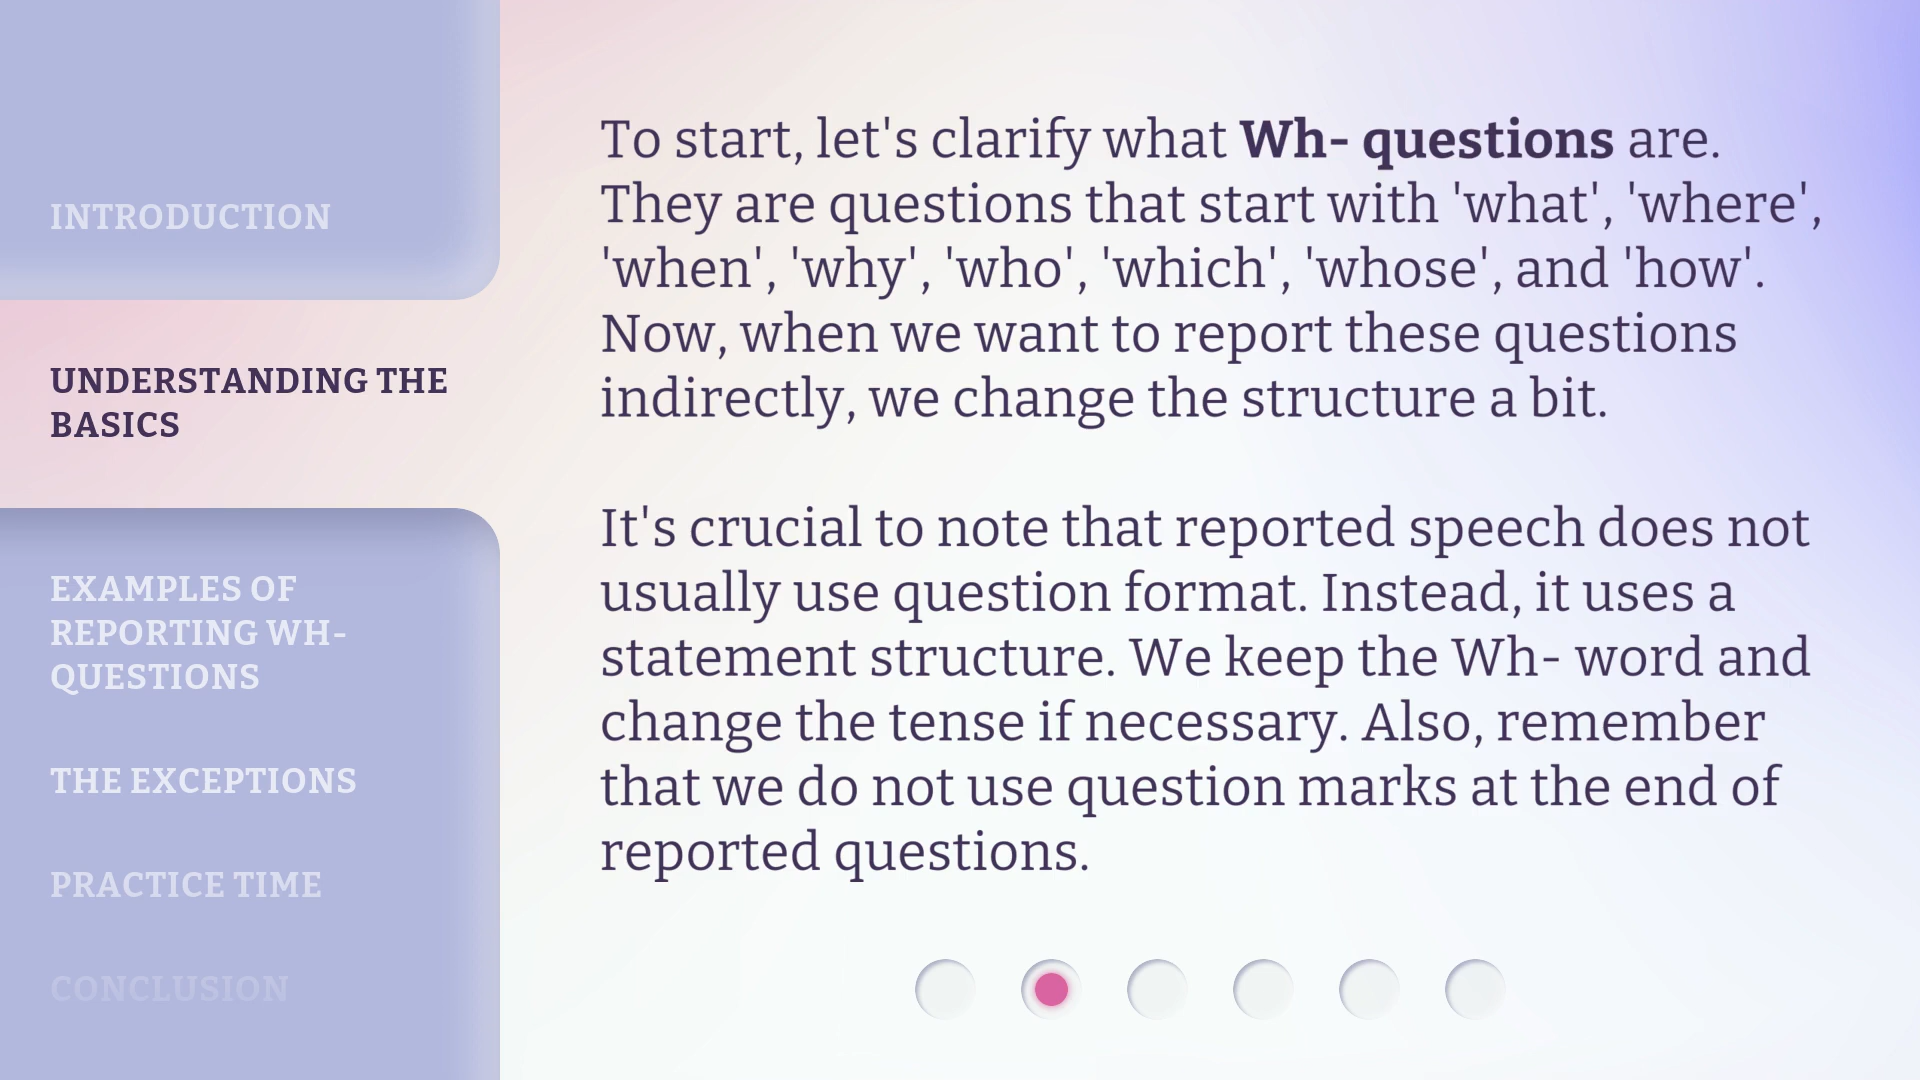 INTRODUCTION
UNDERSTANDING THE
BASICS
EXAMPLES OF
REPORTING WH-
QUESTIONS
THE EXCEPTIONS
PRACTICE TIME
CONCLUSION
To start, let's clarify what Wh- questions are.
They are questions that start with 'what', 'where',
'when', 'why', 'who', 'which', 'whose', and 'how'.
Now, when we want to report these questions
indirectly, we change the structure a bit.
It's crucial to note that reported speech does not
usually use question format. Instead, it uses a
statement structure. We keep the Wh- word and
change the tense if necessary. Also, remember
that we do not use question marks at the end of
reported questions.